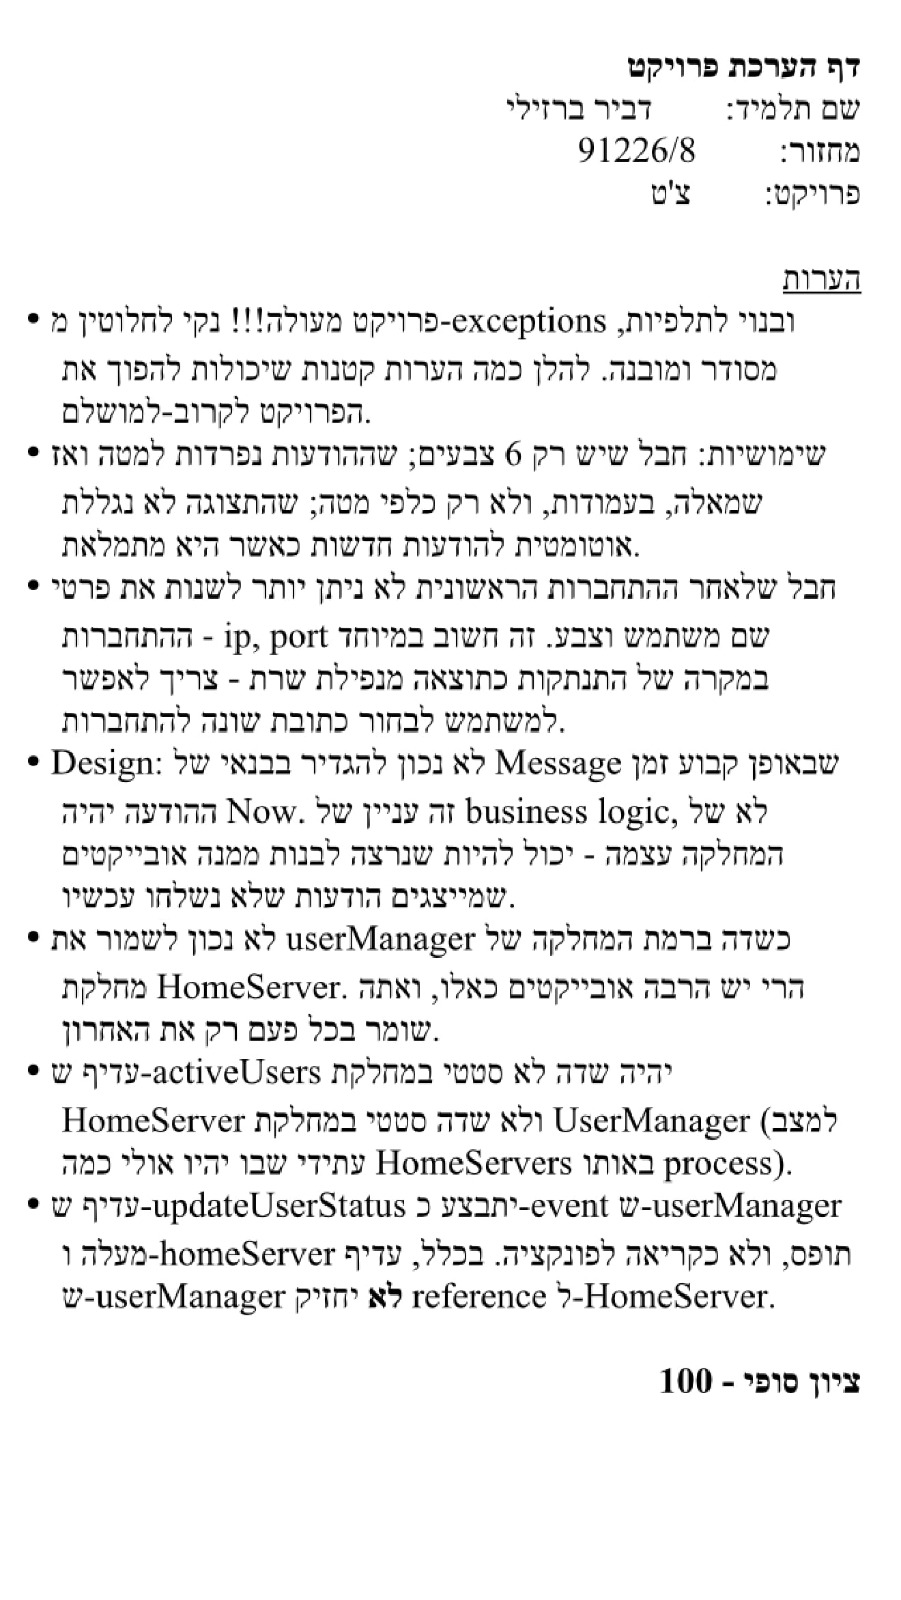 דף הערכת פרויקט
שם תלמיד: דביר ברזילי
מחזור: 91226/8
פרויקט: צ'ט
הערות
• פרויקט מעולה!!! נקי לחלוטין מ-exceptions ובנוי לתלפיות,
מסודר ומובנה. להלן כמה הערות קטנות שיכולות להפוך את
הפרויקט לקרוב-למושלם.
• שימושיות: חבל שיש רק 6 צבעים; שההודעות נפרדות למטה ואז
שמאלה, בעמודות, ולא רק כלפי מטה; שהתצוגה לא נגללת
אוטומטית להודעות חדשות כאשר היא מתמלאת.
• חבל שלאחר ההתחברות הראשונית לא ניתן יותר לשנות את פרטי
ההתחברות - ip, port שם משתמש וצבע. זה חשוב במיוחד
במקרה של התנתקות כתוצאה מנפילת שרת - צריך לאפשר
למשתמש לבחור כתובת שונה להתחברות.
• Design: לא נכון להגדיר בבנאי של Message שבאופן קבוע זמן
ההודעה יהיה Now. זה עניין של business logic, לא של
המחלקה עצמה - יכול להיות שנרצה לבנות ממנה אובייקטים
שמייצגים הודעות שלא נשלחו עכשיו.
• לא נכון לשמור את userManager כשדה ברמת המחלקה של
מחלקת HomeServer. הרי יש הרבה אובייקטים כאלו, ואתה
שומר בכל פעם רק את האחרון.
• עדיף ש-activeUsers יהיה שדה לא סטטי במחלקת
HomeServer ולא שדה סטטי במחלקת UserManager (למצב
עתידי שבו יהיו אולי כמה HomeServers באותו process).
• עדיף ש-updateUserStatus יתבצע כ-event ש-userManager
מעלה ו-homeServer תופס, ולא כקריאה לפונקציה. בכלל, עדיף
ש-userManager לא יחזיק reference ל-HomeServer.
ציון סופי - 100